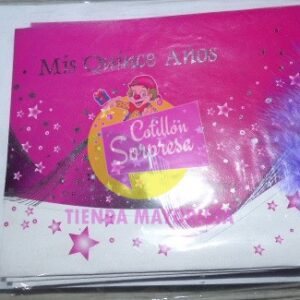 Mis Quince Años
Cotillón
Sorpresa
TIENDA MAYORISTA